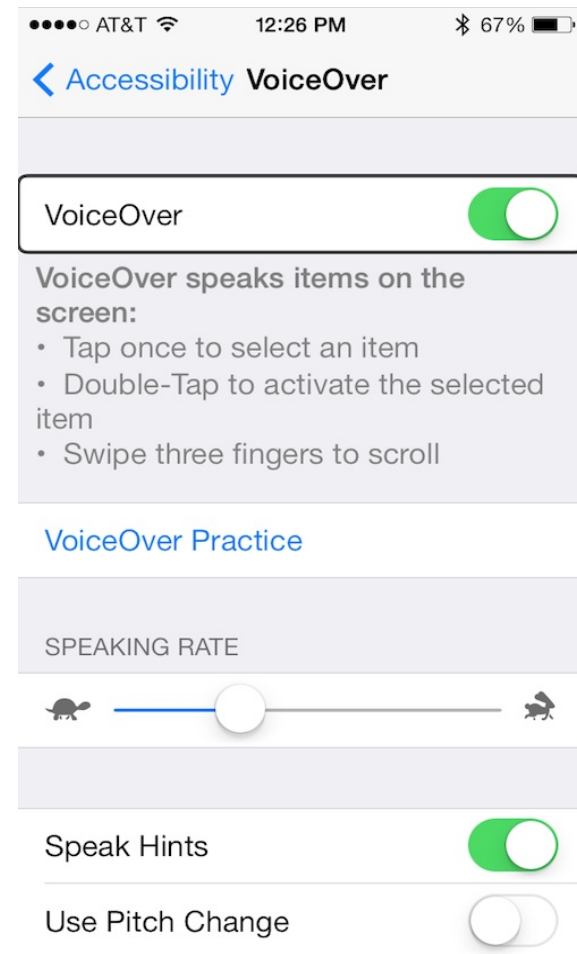 AT&T 12:26 PM 67%
Accessibility VoiceOver
VoiceOver
VoiceOver speaks items on the
screen:
• Tap once to select an item
• Double-Tap to activate the selected
item
• Swipe three fingers to scroll
VoiceOver Practice
SPEAKING RATE
Speak Hints
Use Pitch Change